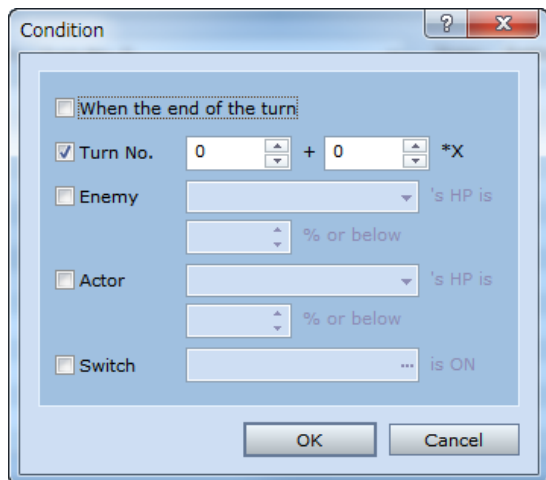 Condition
When the end of the turn
Turn No. 0 + 0 *X
Enemy 's HP is
% or below
Actor 's HP is
% or below
Switch ... is ON
OK Cancel